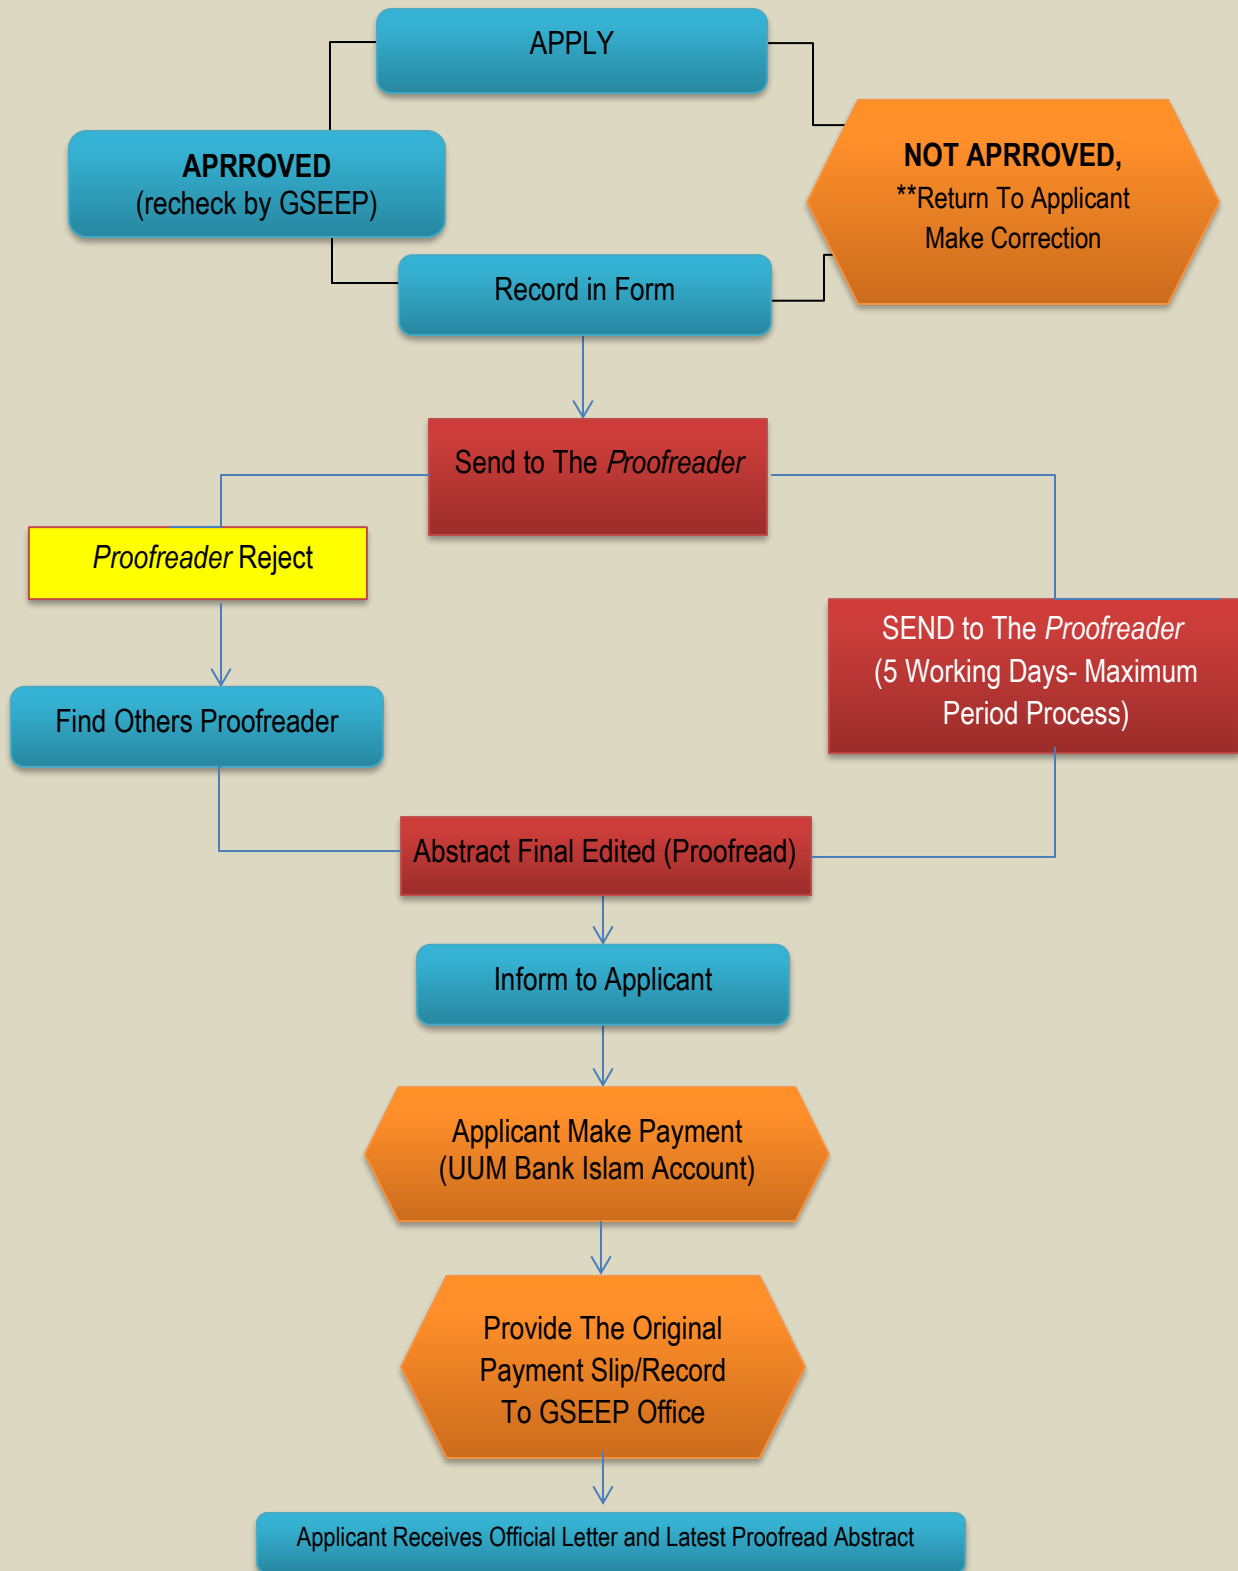 APPLY
APRROVED
(recheck by GSEEP)
NOT APRROVED,
**Return To Applicant
Make Correction
Record in Form
Send to The Proofreader
Proofreader Reject
SEND to The Proofreader
(5 Working Days- Maximum
Period Process)
Find Others Proofreader
Abstract Final Edited (Proofread)
Inform to Applicant
Applicant Make Payment
(UUM Bank Islam Account)
Provide The Original
Payment Slip/Record
To GSEEP Office
Applicant Receives Official Letter and Latest Proofread Abstract